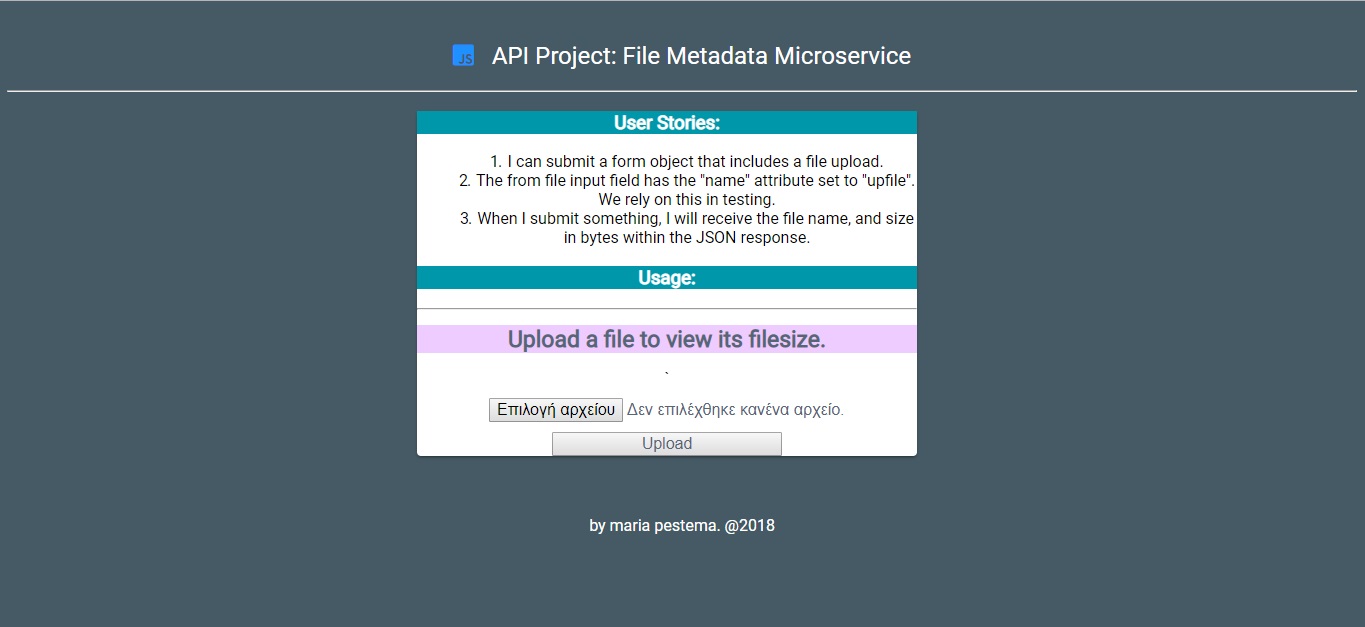 JS API Project: File Metadata Microservice
User Stories:
1. I can submit a form object that includes a file upload.
2. The from file input field has the "name" attribute set to "upfile".
We rely on this in testing.
3. When I submit something, I will receive the file name, and size
in bytes within the JSON response.
Usage:
Upload a file to view its filesize.
`
Επιλογή αρχείου Δεν επιλέχθηκε κανένα αρχείο.
Upload
by maria pestema. @2018